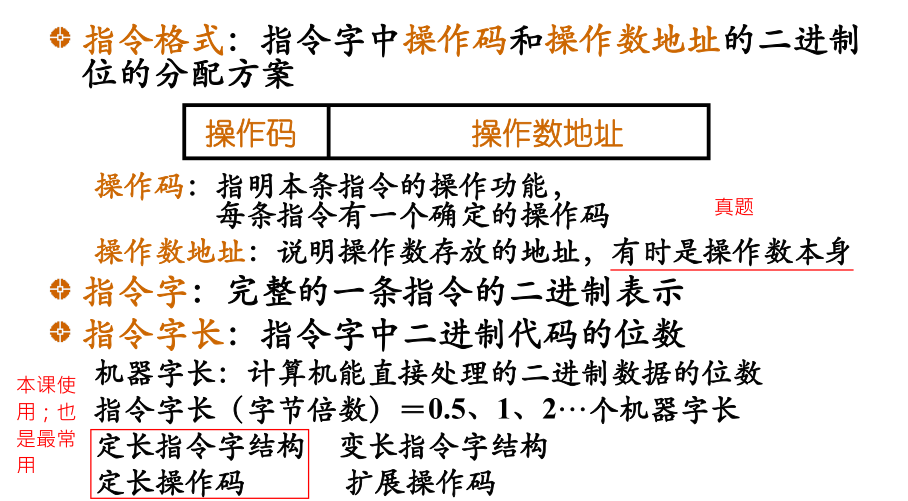 指令格式：指令字中操作码和操作数地址的二进制
位的分配方案
操作码 操作数地址
操作码：指明本条指令的操作功能，
每条指令有一个确定的操作码
真题
操作数地址：说明操作数存放的地址，有时是操作数本身
指令字：完整的一条指令的二进制表示
指令字长：指令字中二进制代码的位数
机器字长：计算机能直接处理的二进制数据的位数
指令字长（字节倍数）＝0.5、1、2…个机器字长
本课使
用；也
是最常
用
定长指令字结构 变长指令字结构
定长操作码 扩展操作码